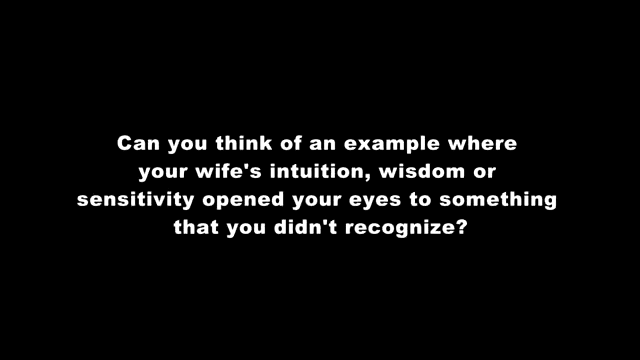 Can you think of an example where
your wife's intuition, wisdom or
sensitivity opened your eyes to something
that you didn't recognize?